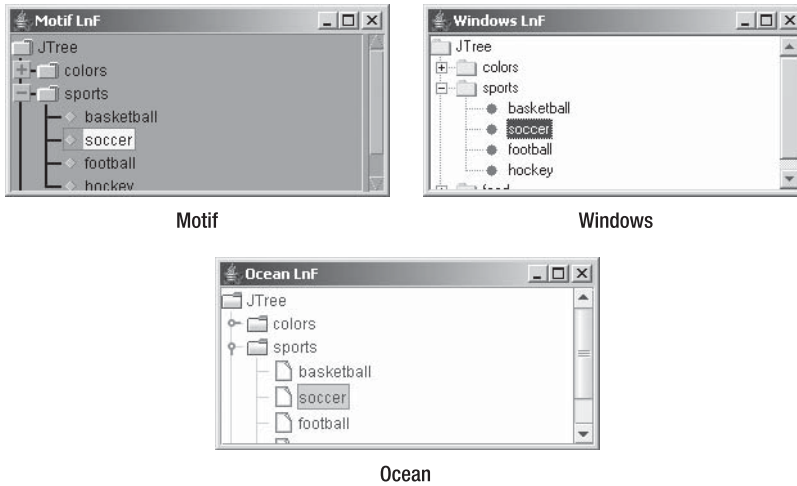 Motif LnF
JTree
colors
sports
basketball
soccer
football
hockey
Motif
Windows LnF
JTree
colors
sports
basketball
soccer
football
hockey
food
Windows
Ocean LnF
JTree
colors
sports
basketball
soccer
football
Ocean